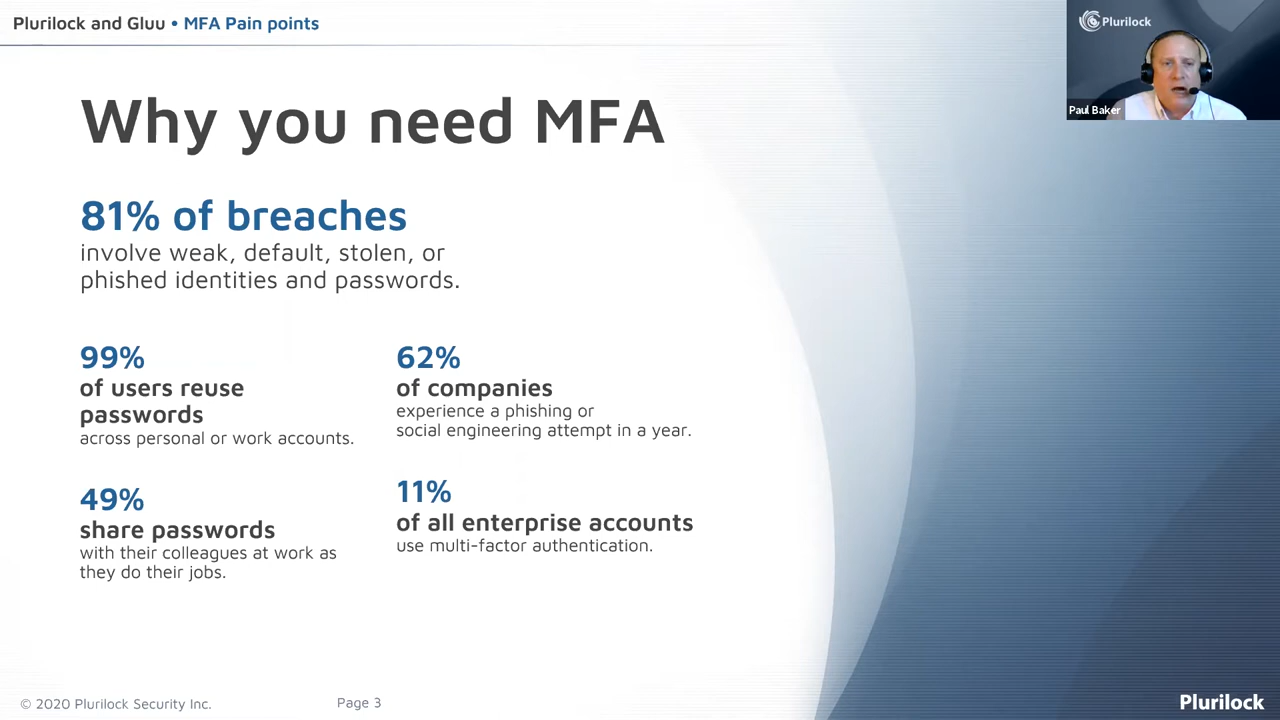 Plurilock and Gluu • MFA Pain points
Plurilock
Paul Baker
Why you need MFA
81% of breaches
involve weak, default, stolen, or
phished identities and passwords.
99%
of users reuse
passwords
across personal or work accounts.
62%
of companies
experience a phishing or
social engineering attempt in a year.
49%
share passwords
with their colleagues at work as
they do their jobs.
11%
of all enterprise accounts
use multi-factor authentication.
© 2020 Plurilock Security Inc.
Page 3
Plurilock